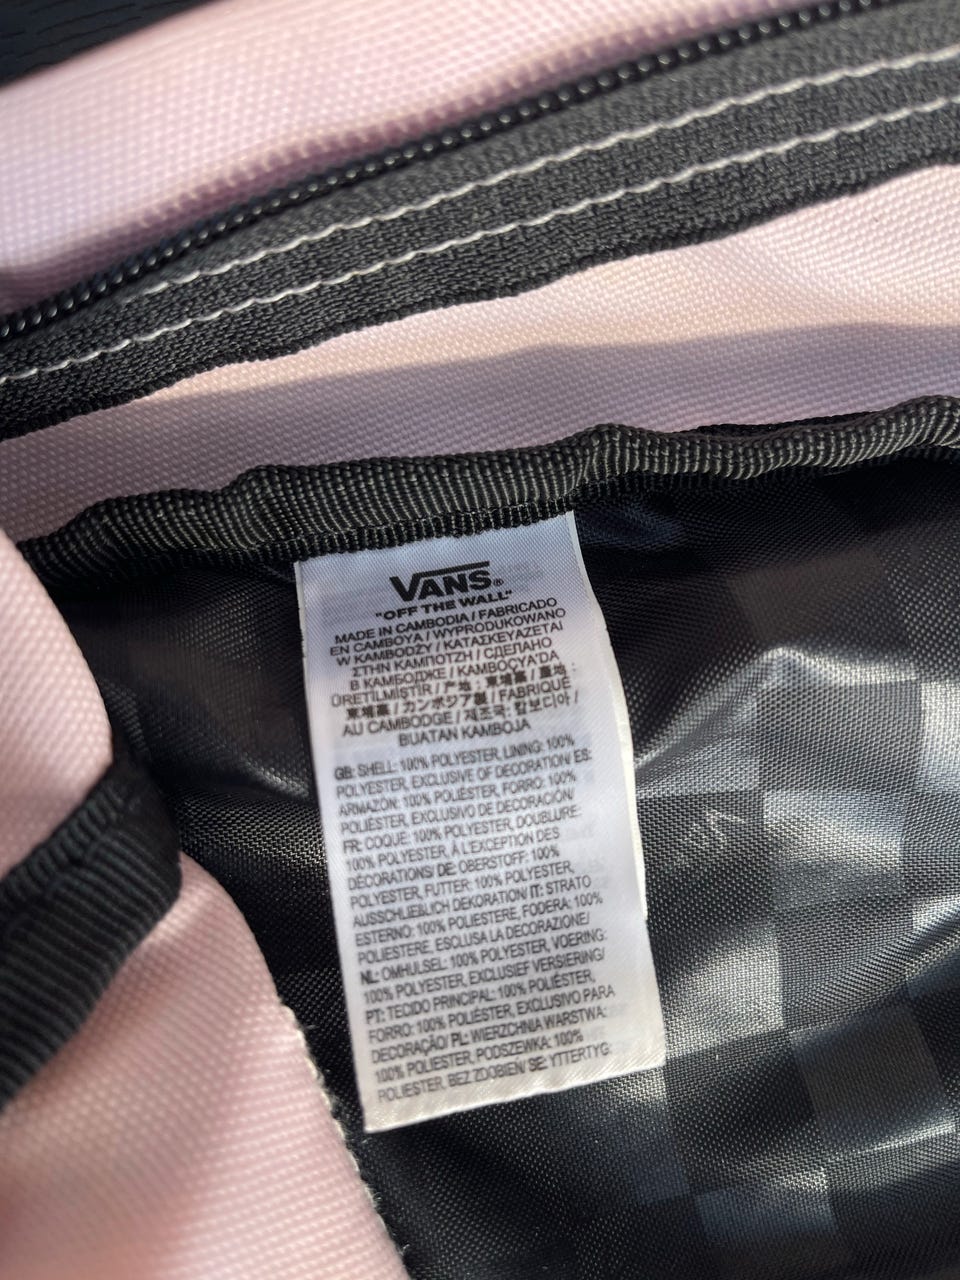 VANS®
"OFF THE WALL"
MADE IN CAMBODIA / FABRICADO
EN CAMBOYA / WYPRODUKOWANO
W KAMBODŻY / ΚΑΤΑΣΚΕΥΑΖΕΤΑΙ
ΣΤΗΝ ΚΑΜΠΟΤΖΗ / СДЕЛАНО
В КАМБОДЖЕ / KAMBOÇYA'DA
ÜRETİLMİŞTİR / 产地：柬埔寨 / 產地：
柬埔寨 / カンボジア製 / FABRIQUÉ
AU CAMBODGE / 제조국: 캄보디아 /
BUATAN KAMBOJA
GB: SHELL: 100% POLYESTER, LINING: 100%
POLYESTER, EXCLUSIVE OF DECORATION/ ES:
ARMAZÓN: 100% POLIÉSTER, FORRO: 100%
POLIÉSTER, EXCLUSIVO DE DECORACIÓN/
FR: COQUE: 100% POLYESTER, DOUBLURE:
100% POLYESTER, À L'EXCEPTION DES
DÉCORATIONS/ DE: OBERSTOFF: 100%
POLYESTER, FUTTER: 100% POLYESTER,
AUSSCHLIEßLICH DEKORATION/ IT: STRATO
ESTERNO: 100% POLIESTERE, FODERA: 100%
POLIESTERE, ESCLUSA LA DECORAZIONE/
NL: OMHULSEL: 100% POLYESTER, VOERING:
100% POLYESTER, EXCLUSIEF VERSIERING/
PT: TECIDO PRINCIPAL: 100% POLIÉSTER,
FORRO: 100% POLIÉSTER, EXCLUSIVO PARA
DECORAÇÃO/ PL: WIERZCHNIA WARSTWA:
100% POLIESTER, PODSZEWKA: 100%
POLIESTER, BEZ ZDOBIEŃ/ SE: YTTERTYG: